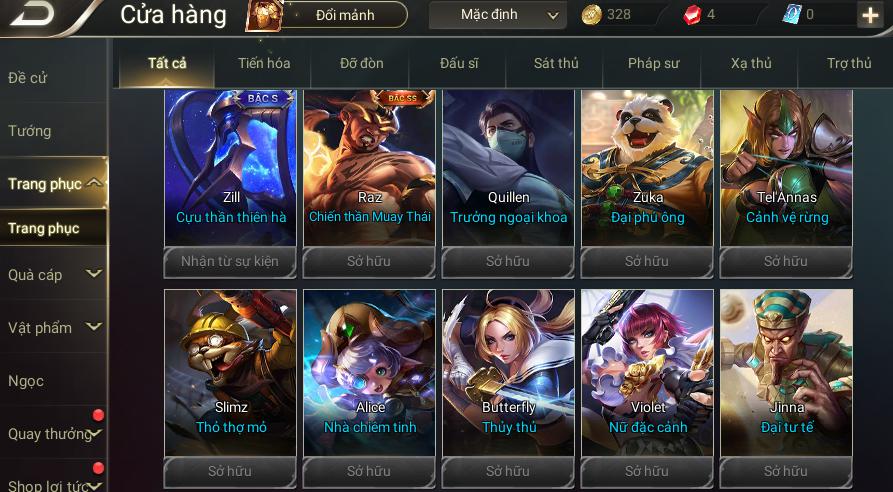 Cửa hàng
Đổi mảnh
Mặc định
328
4
0
Đề cử
Tướng
Trang phục
Trang phục
Quà cáp
Vật phẩm
Ngọc
Quay thưởng
Shop lợi tức
Tất cả
Tiến hóa
Đỡ đòn
Đấu sĩ
Sát thủ
Pháp sư
Xạ thủ
Trợ thủ
BẬC S
Zill
Cựu thần thiên hà
Nhận từ sự kiện
BẬC SS
Raz
Chiến thần Muay Thái
Sở hữu
Quillen
Trưởng ngoại khoa
Sở hữu
Zuka
Đại phú ông
Sở hữu
Tel'Annas
Cảnh vệ rừng
Sở hữu
Slimz
Thỏ thợ mỏ
Sở hữu
Alice
Nhà chiêm tinh
Sở hữu
Butterfly
Thủy thủ
Sở hữu
Violet
Nữ đặc cảnh
Sở hữu
Jinna
Đại tư tế
Sở hữu